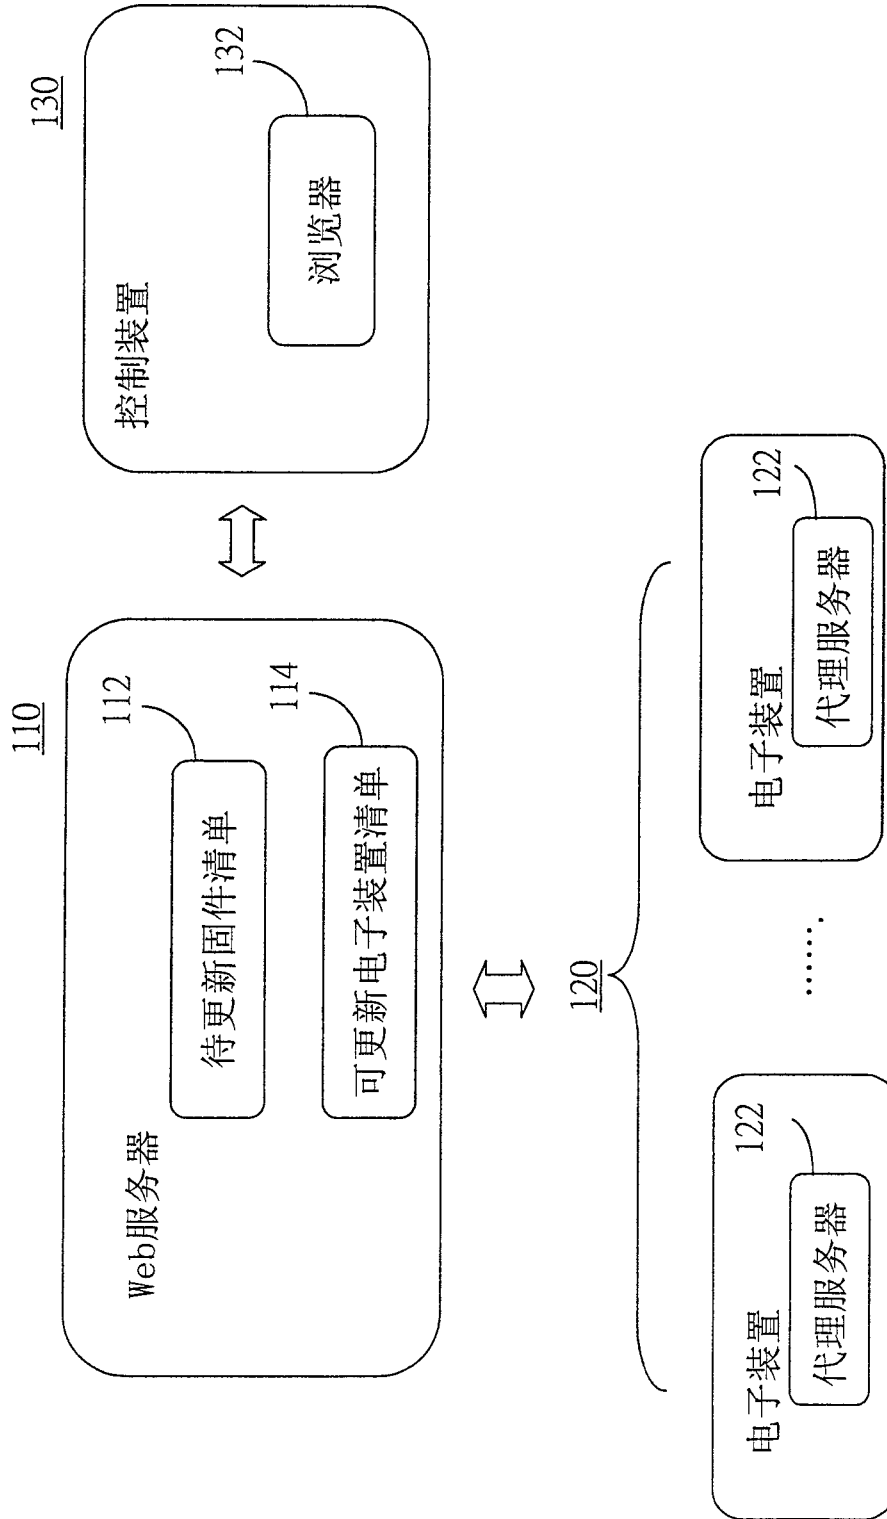 110
Web服务器
待更新固件清单
112
可更新电子装置清单
114
130
控制装置
浏览器
132
120
电子装置
代理服务器
122
......
电子装置
代理服务器
122